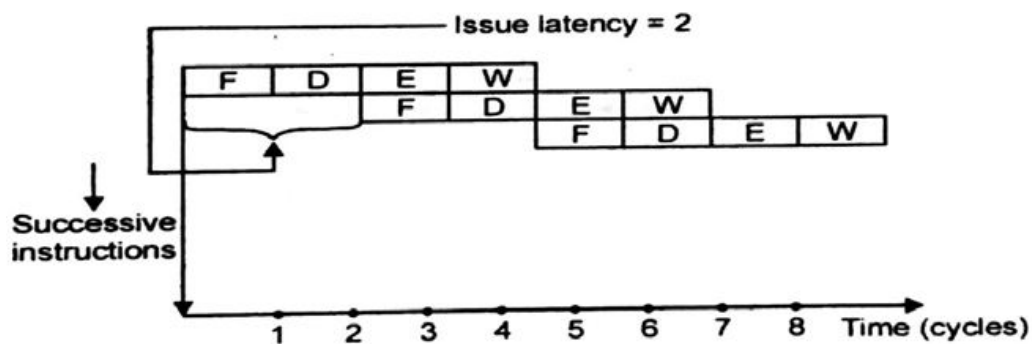 Issue latency = 2
F D E W
F D E W
F D E W
Successive
instructions
1 2 3 4 5 6 7 8 Time (cycles)